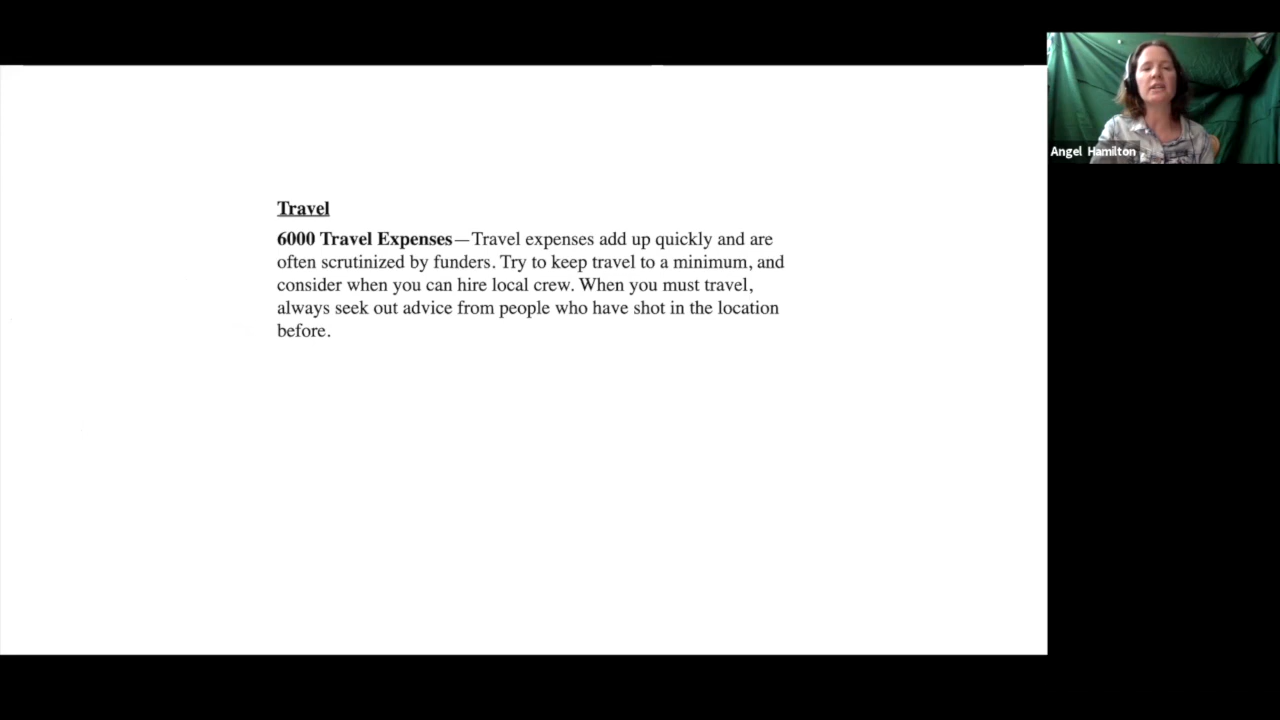 Travel
6000 Travel Expenses—Travel expenses add up quickly and are
often scrutinized by funders. Try to keep travel to a minimum, and
consider when you can hire local crew. When you must travel,
always seek out advice from people who have shot in the location
before.
Angel Hamilton